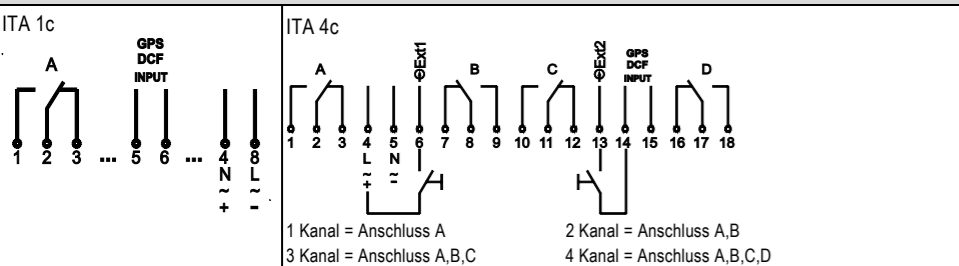 ITA 1c
A
GPS
DCF
INPUT
1 2 3 ... 5 6 ... 4 8
N L
~ ~
+ -
ITA 4c
A Ext1 B C Ext2 GPS D
DCF
INPUT
1 2 3 4 5 6 7 8 9 10 11 12 13 14 15 16 17 18
L N
~ ~
+ -
1 Kanal = Anschluss A 2 Kanal = Anschluss A,B
3 Kanal = Anschluss A,B,C 4 Kanal = Anschluss A,B,C,D